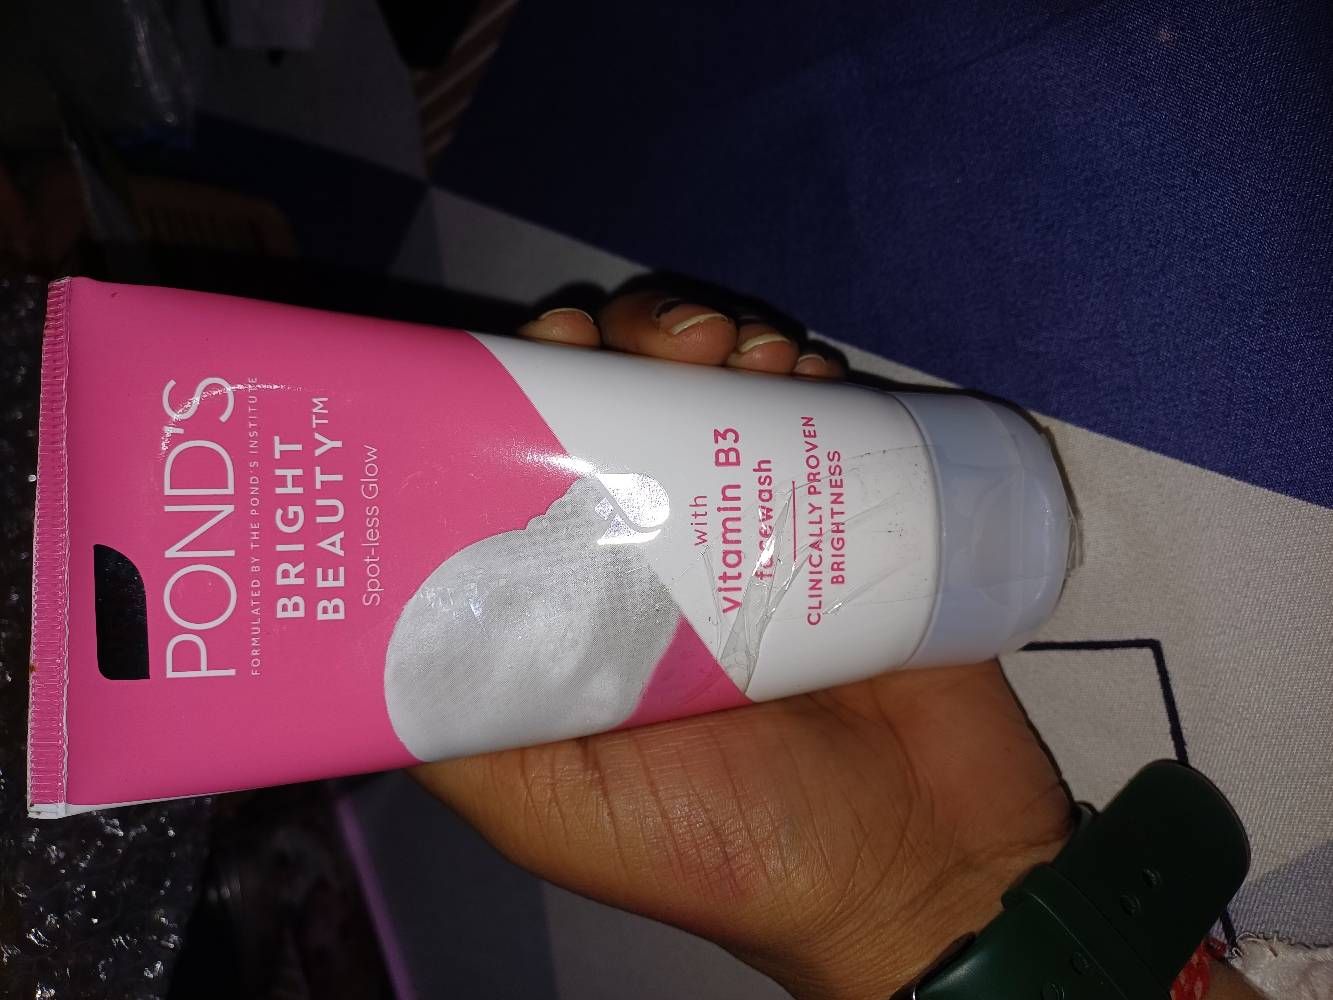 POND'S
FORMULATED BY THE POND'S INSTITUTE
BRIGHT
BEAUTY™
Spot-less Glow
with
vitamin B3
facewash
CLINICALLY PROVEN
BRIGHTNESS